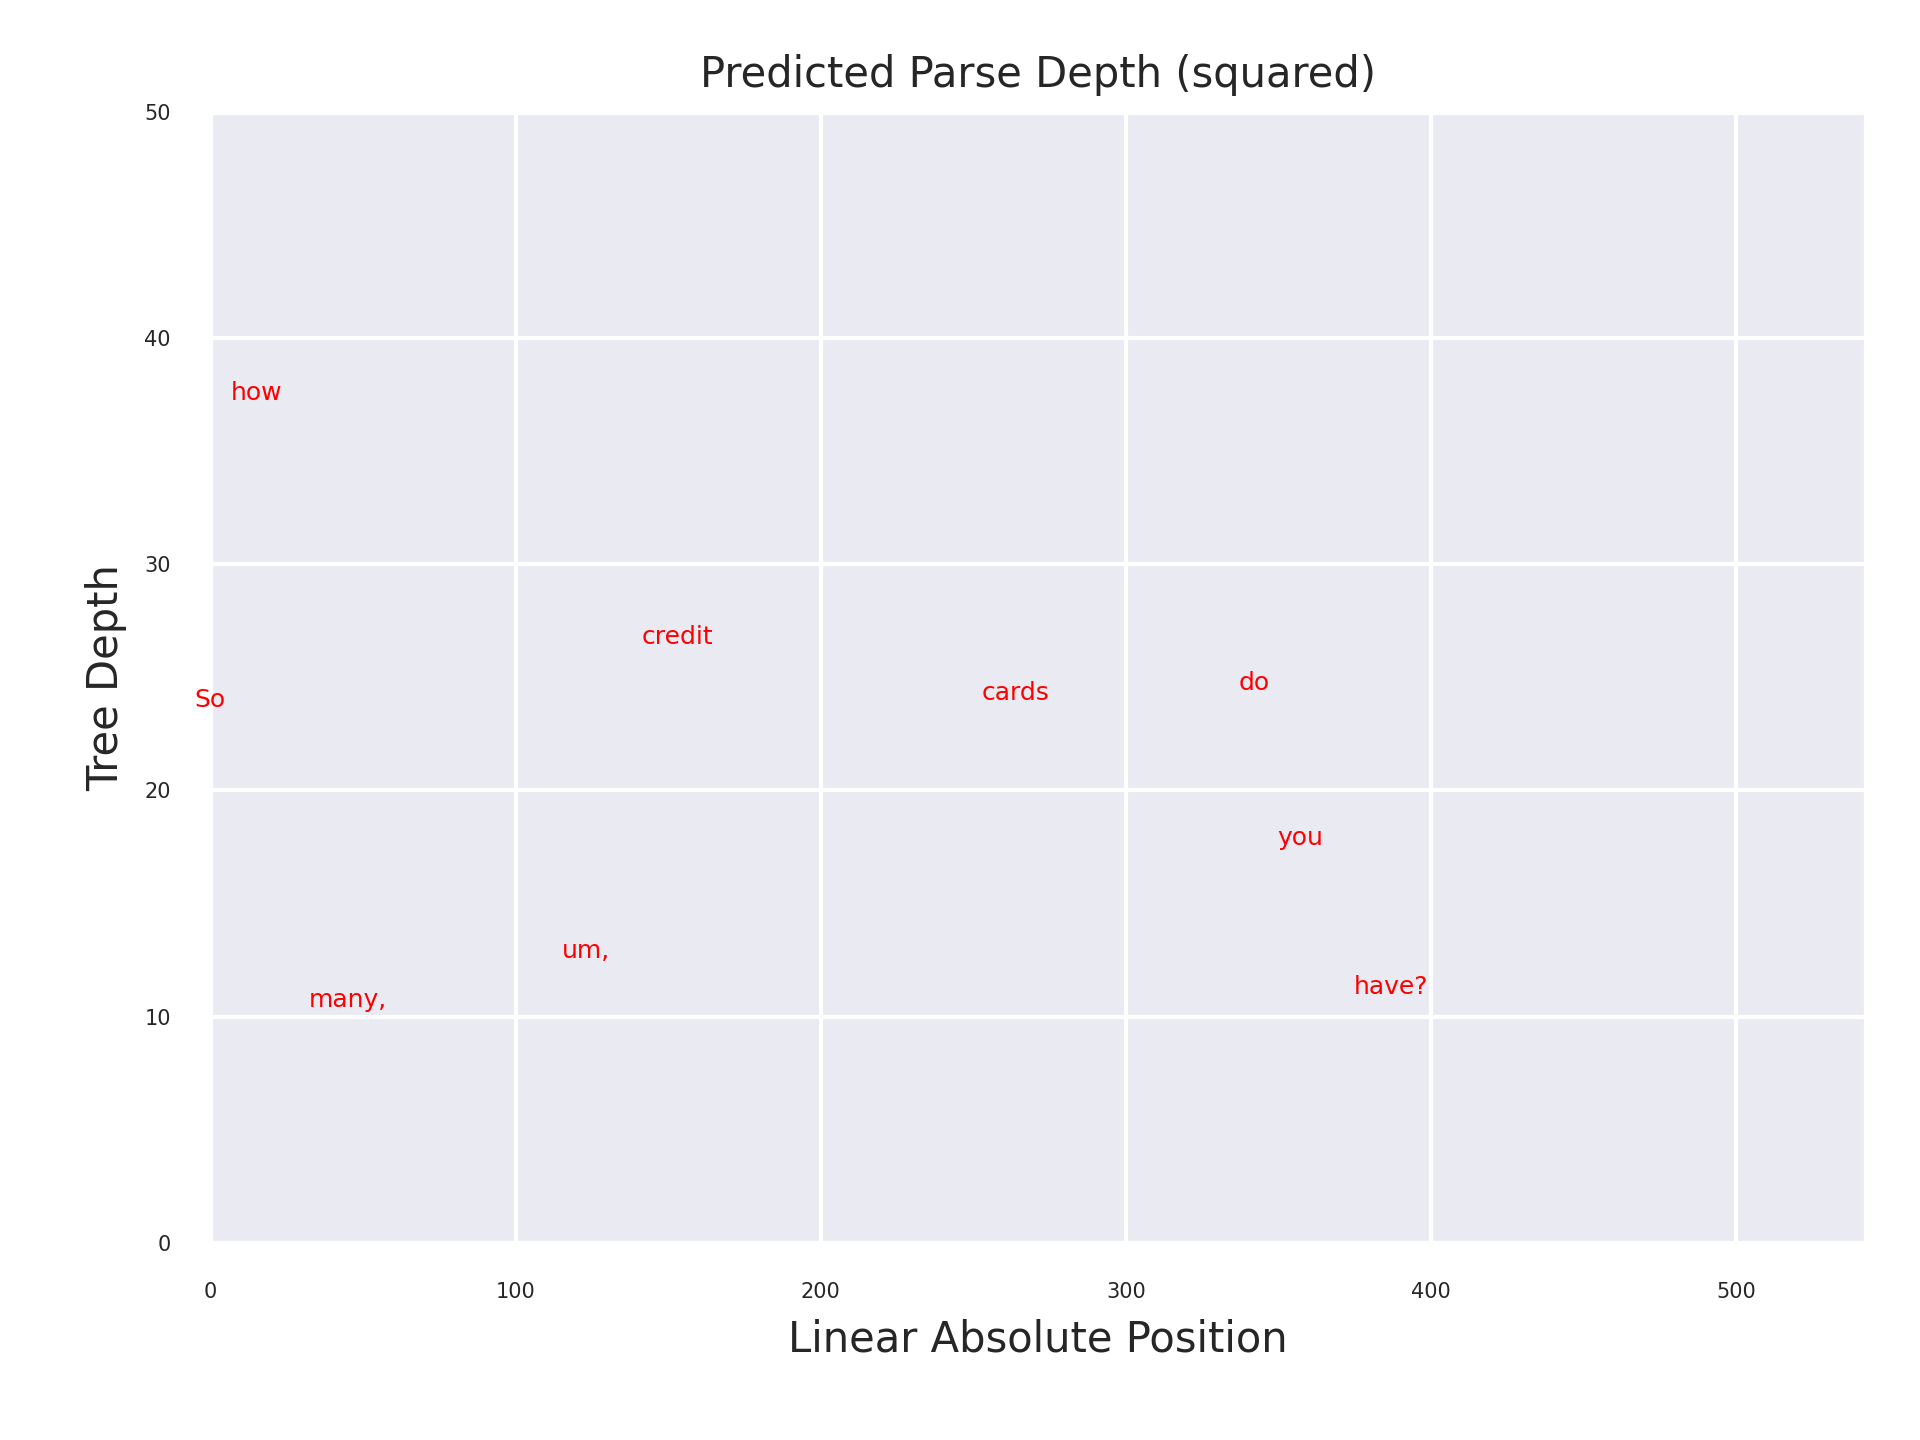 Predicted Parse Depth (squared)
50
40
how
30
credit
cards
do
So
Tree Depth
20
you
um,
have?
many,
10
0
0 100 200 300 400 500
Linear Absolute Position